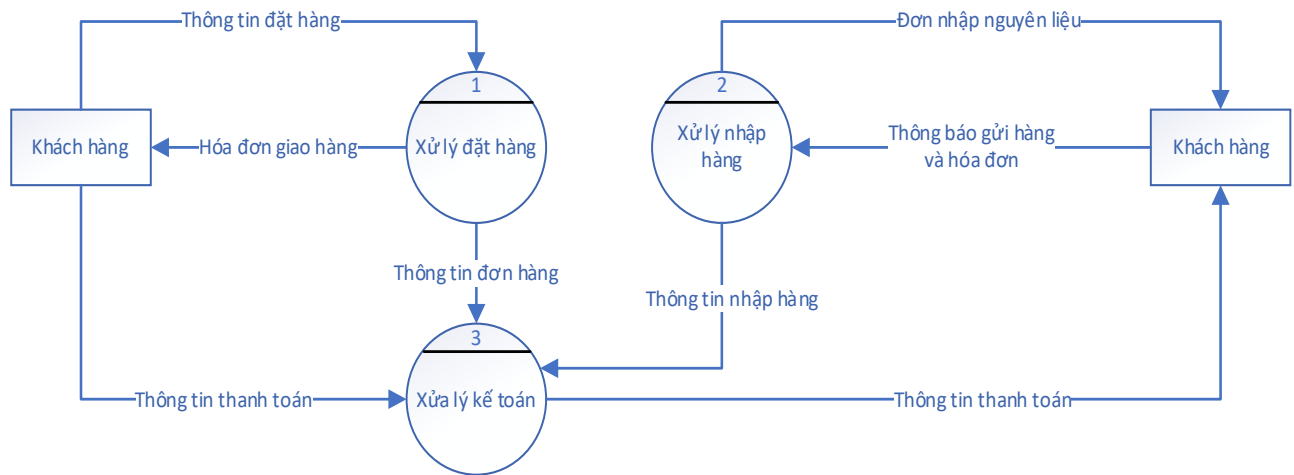 Thông tin đặt hàng
Đơn nhập nguyên liệu
1
2
Khách hàng
Hóa đơn giao hàng
Xử lý đặt hàng
Xử lý nhập
hàng
Thông báo gửi hàng
và hóa đơn
Khách hàng
Thông tin đơn hàng
Thông tin nhập hàng
3
Thông tin thanh toán
Xửa lý kế toán
Thông tin thanh toán